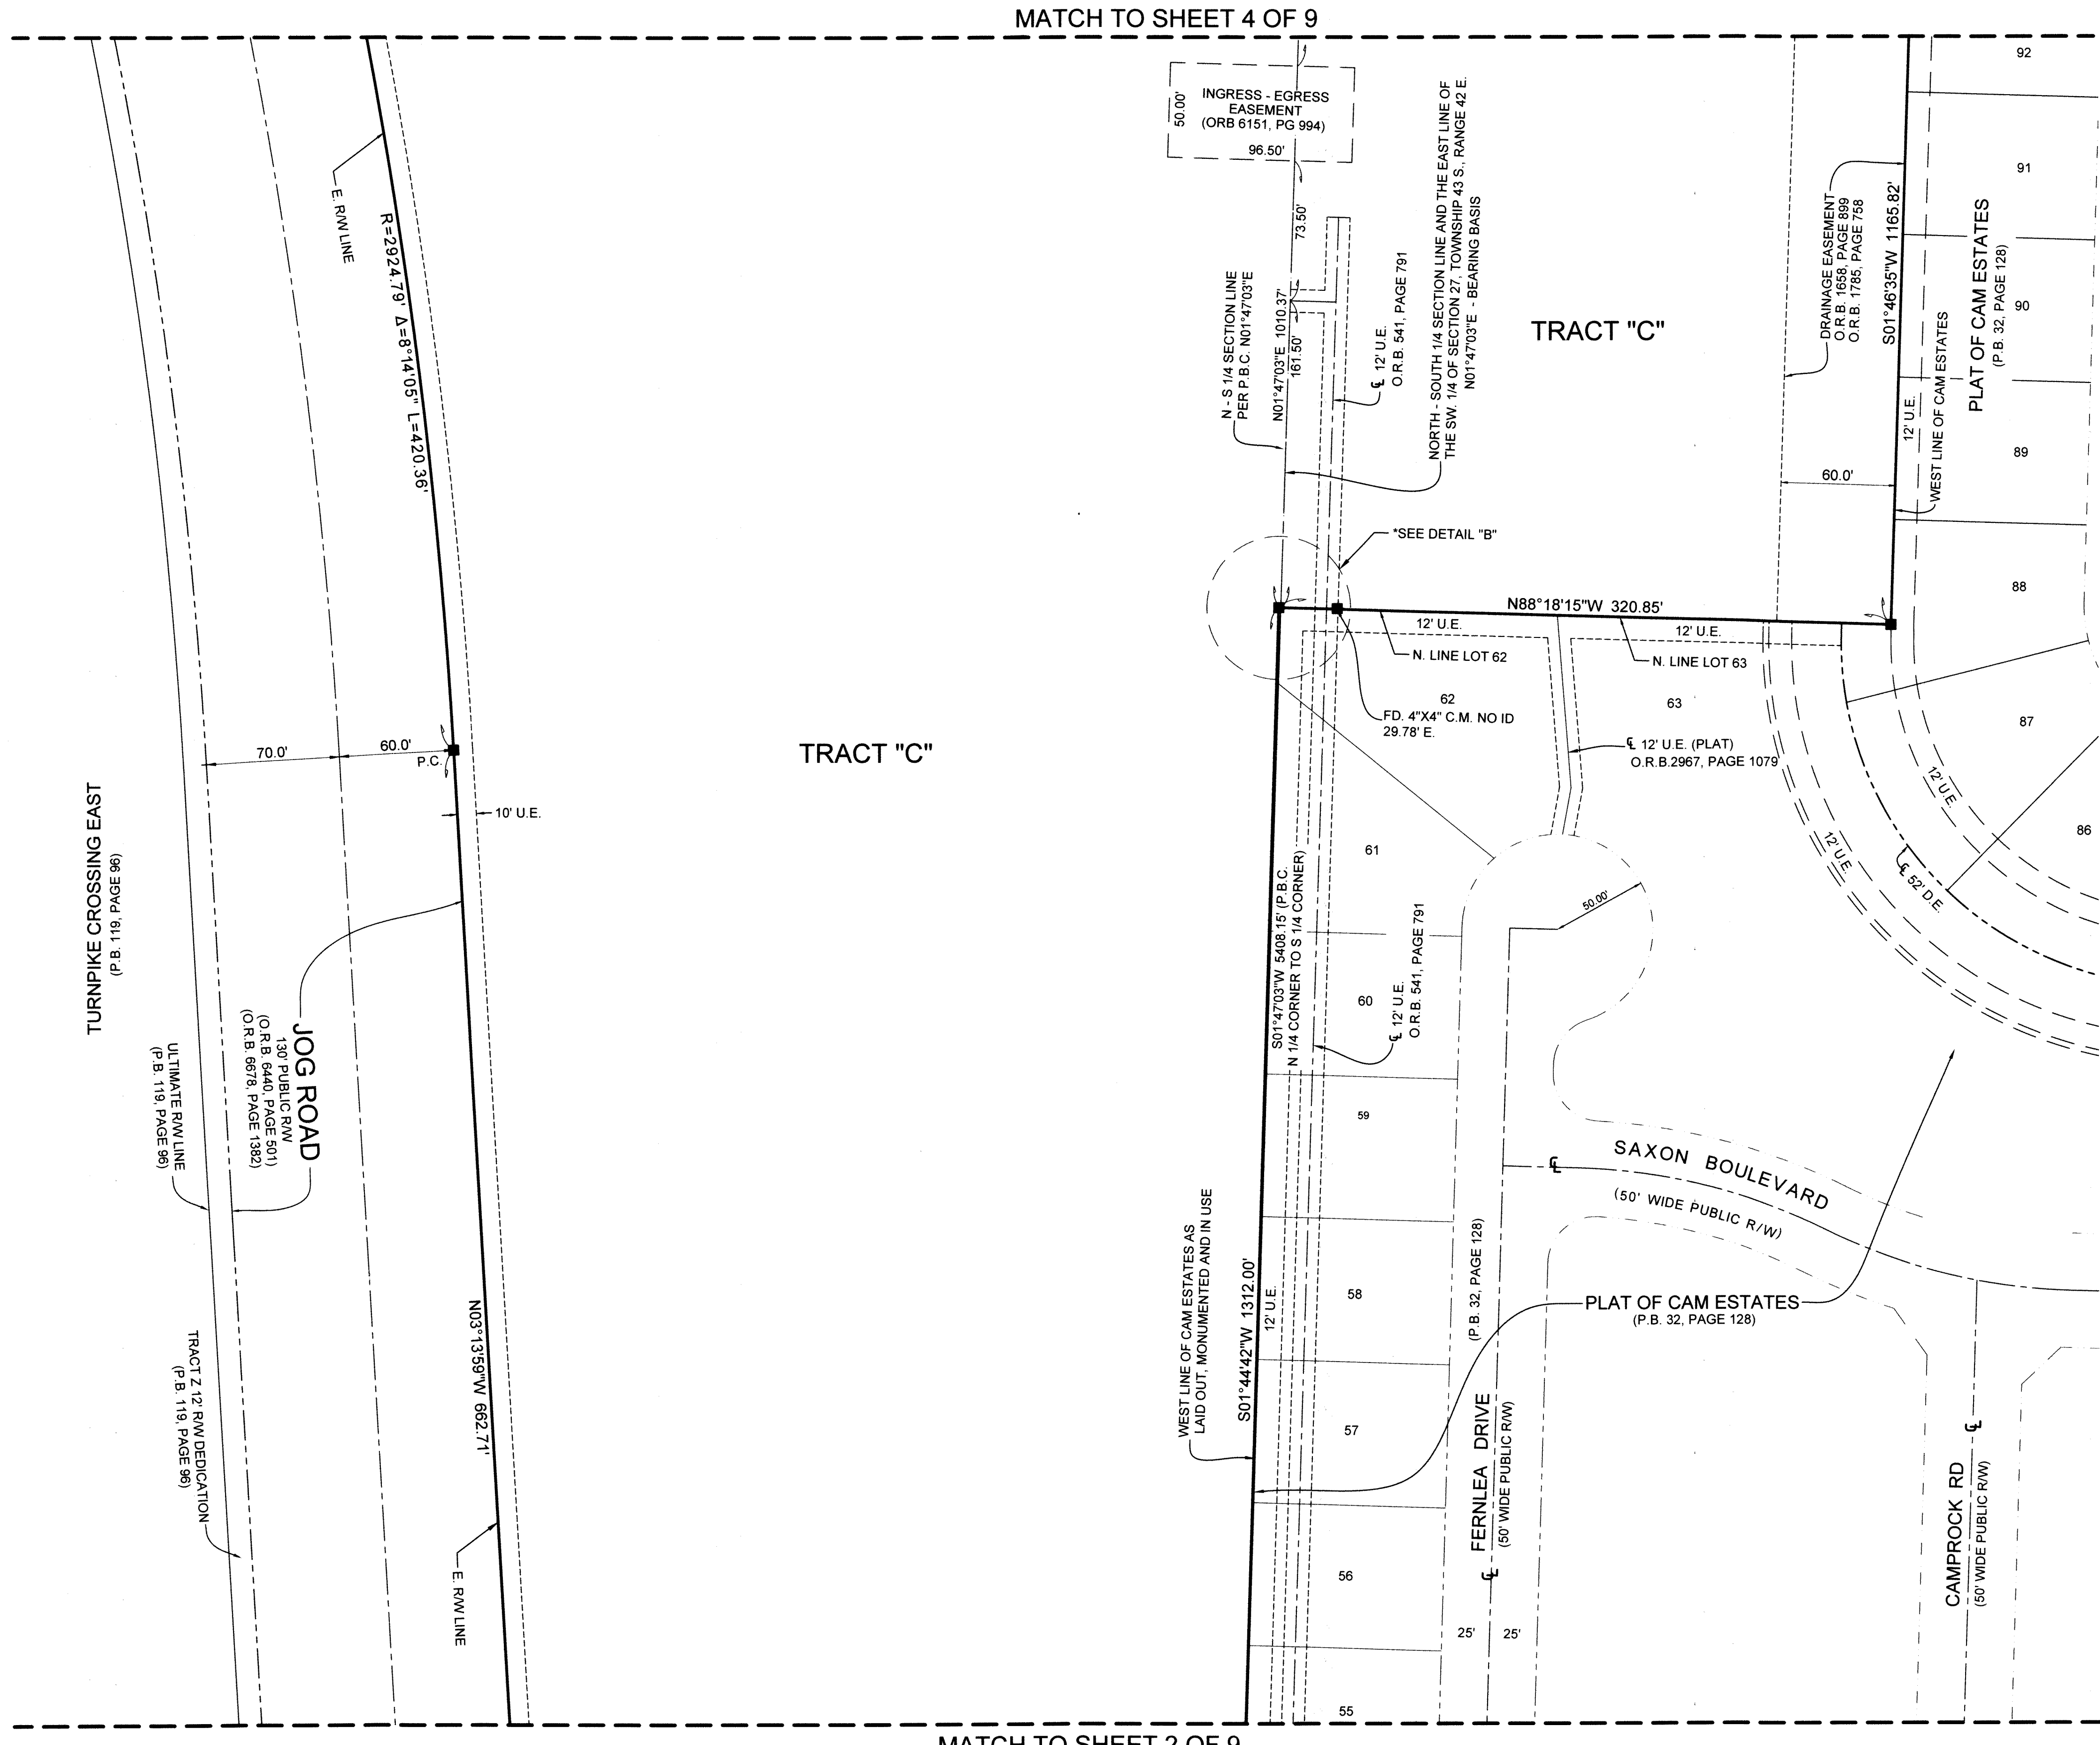 MATCH TO SHEET 4 OF 9
TURNPIKE CROSSING EAST
(P.B. 119, PAGE 96)
E. R/W LINE
R=2924.79' Δ=8°14'05" L=420.36'
70.0'
60.0'
P.C.
10' U.E.
JOG ROAD
130' PUBLIC R/W
(O.R.B. 6440, PAGE 501)
(O.R.B. 6678, PAGE 1382)
ULTIMATE R/W LINE
(P.B. 119, PAGE 96)
TRACT Z 12' R/W DEDICATION
(P.B. 119, PAGE 96)
N03°13'59"W 662.71'
E. R/W LINE
TRACT "C"
50.00'
INGRESS - EGRESS
EASEMENT
(ORB 6151, PG 994)
96.50'
73.50'
N - S 1/4 SECTION LINE
PER P.B.C. N01°47'03"E
N01°47'03"E 1010.37'
161.50'
℄ 12' U.E.
O.R.B. 541, PAGE 791
NORTH - SOUTH 1/4 SECTION LINE AND THE EAST LINE OF
THE SW. 1/4 OF SECTION 27, TOWNSHIP 43 S., RANGE 42 E.
N01°47'03"E - BEARING BASIS
TRACT "C"
DRAINAGE EASEMENT
O.R.B. 1658, PAGE 899
O.R.B. 1785, PAGE 758
S01°46'35"W 1165.82'
12' U.E.
WEST LINE OF CAM ESTATES
PLAT OF CAM ESTATES
(P.B. 32, PAGE 128)
60.0'
92
91
90
89
88
87
86
*SEE DETAIL "B"
N88°18'15"W 320.85'
12' U.E.
12' U.E.
N. LINE LOT 62
N. LINE LOT 63
62
63
FD. 4"X4" C.M. NO ID
29.78' E.
℄ 12' U.E. (PLAT)
O.R.B.2967, PAGE 1079
12' U.E.
12' U.E.
℄ 52' D.E.
50.00'
61
60
59
58
57
56
55
S01°47'03"W 5408.15' (P.B.C.
N 1/4 CORNER TO S 1/4 CORNER)
℄ 12' U.E.
O.R.B. 541, PAGE 791
WEST LINE OF CAM ESTATES AS
LAID OUT, MONUMENTED AND IN USE
S01°44'42"W 1312.00'
12' U.E.
℄
SAXON BOULEVARD
(50' WIDE PUBLIC R/W)
PLAT OF CAM ESTATES
(P.B. 32, PAGE 128)
(P.B. 32, PAGE 128)
FERNLEA DRIVE
(50' WIDE PUBLIC R/W)
℄
25'
25'
CAMPROCK RD
(50' WIDE PUBLIC R/W)
℄
MATCH TO SHEET 2 OF 9